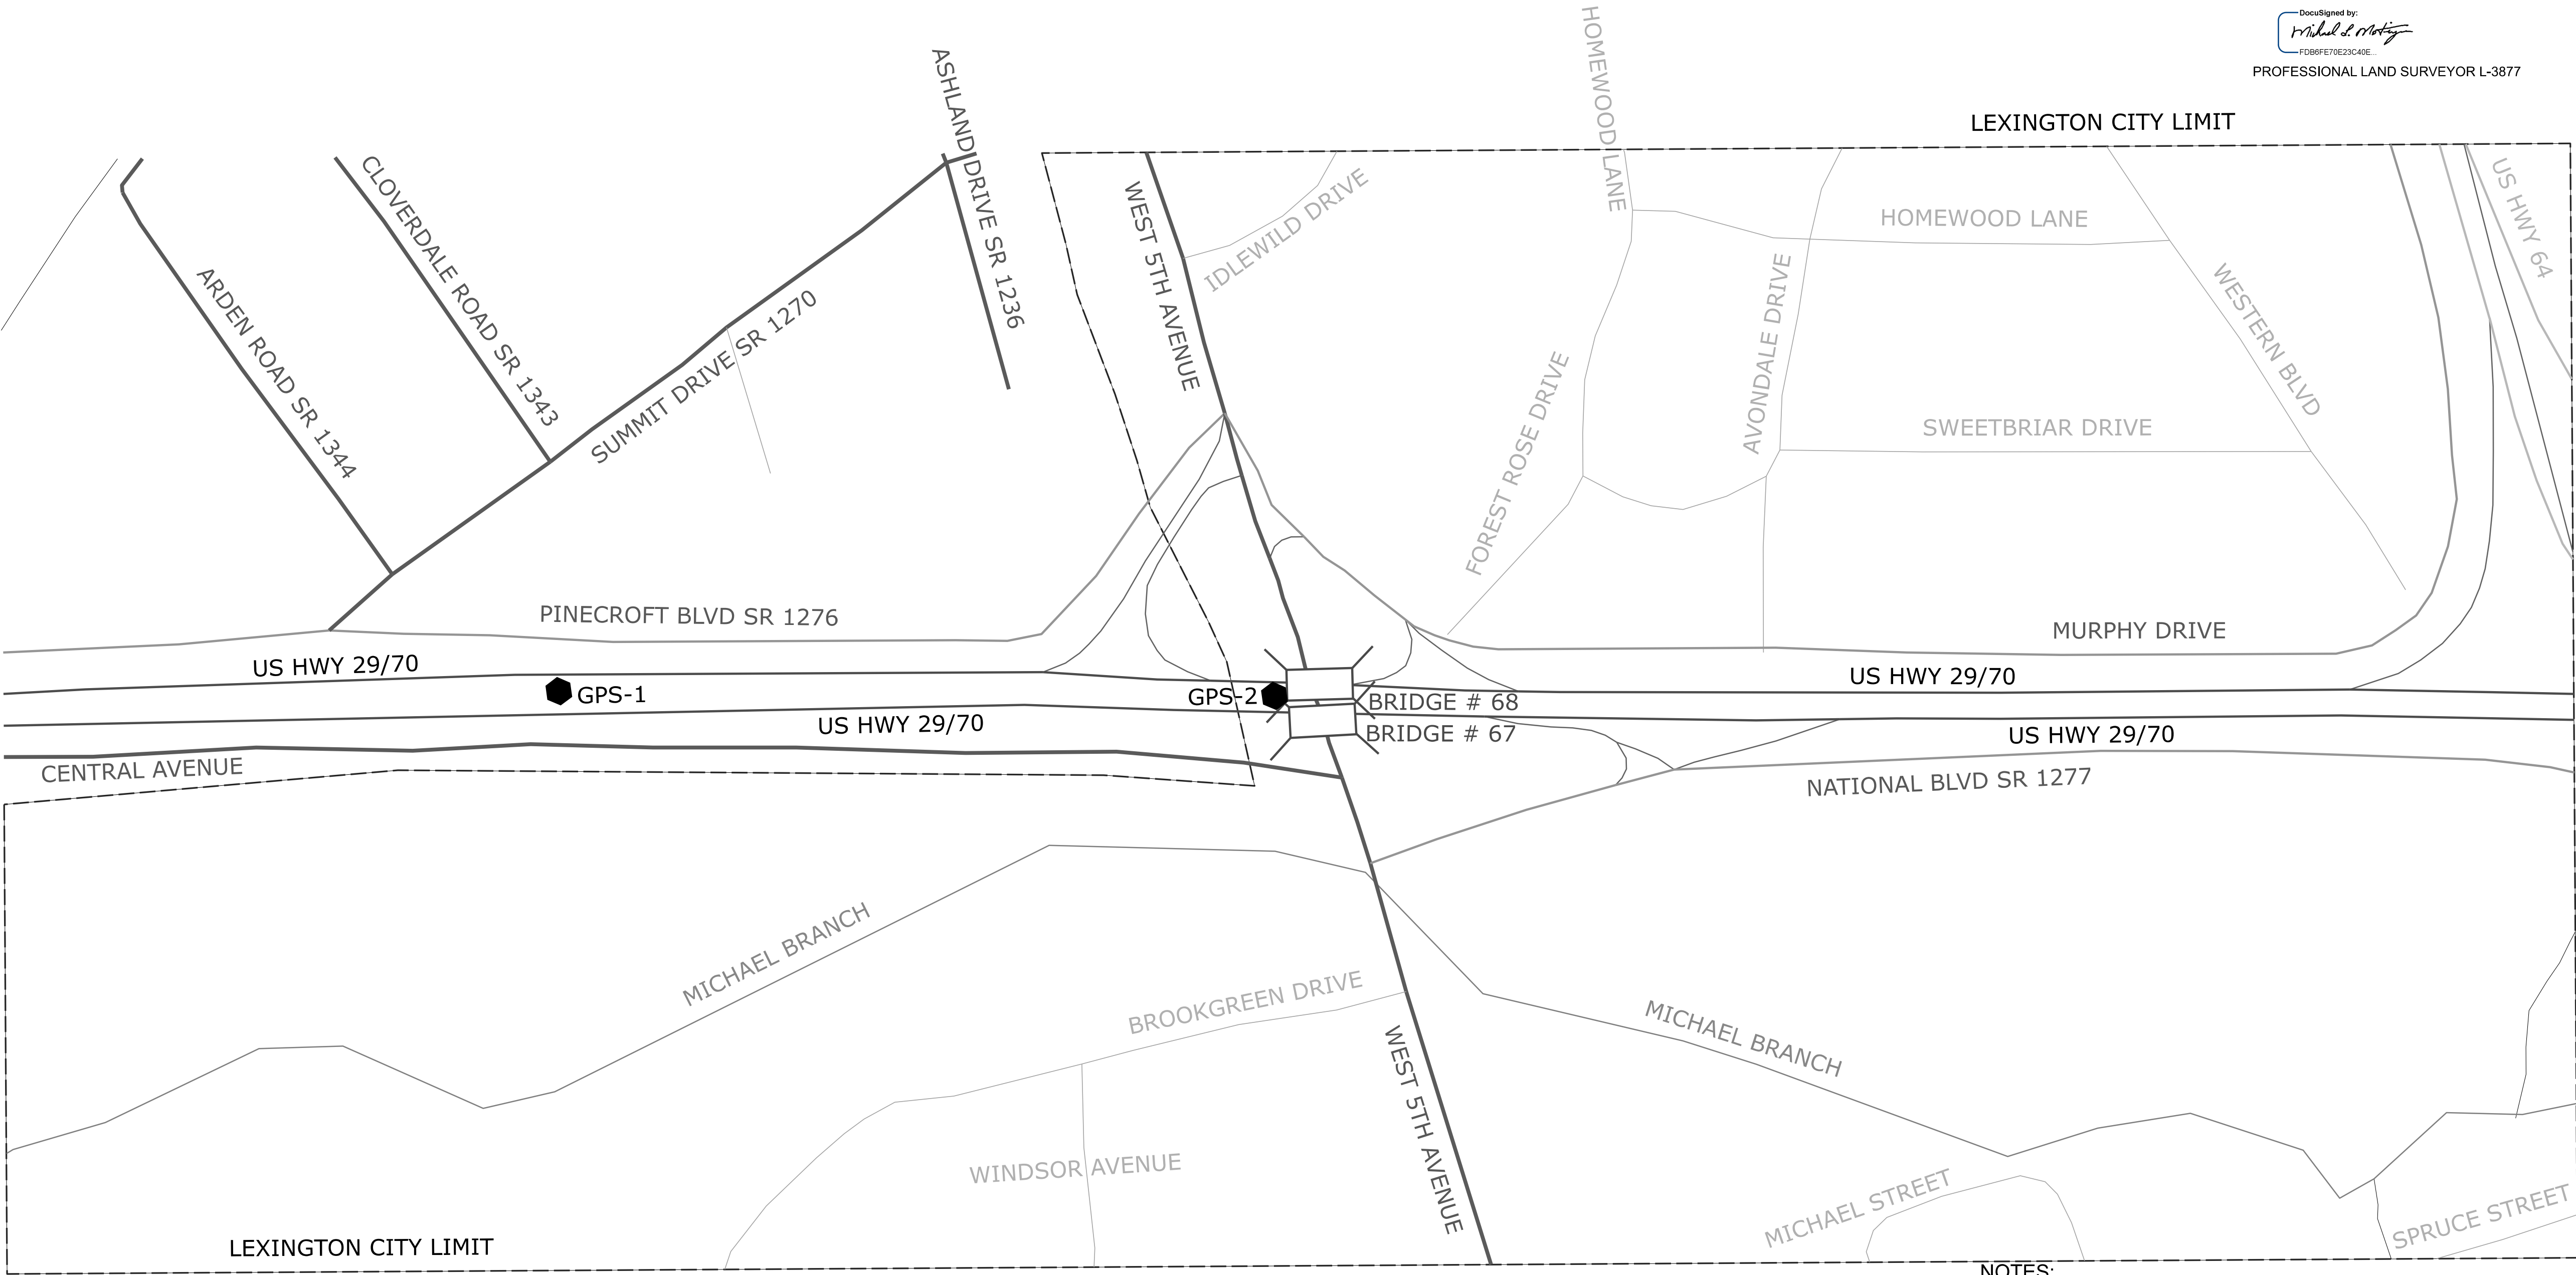 DocuSigned by:
FDB6FE70E23C40E...
PROFESSIONAL LAND SURVEYOR L-3877
LEXINGTON CITY LIMIT
HOMEWOOD LANE
ASHLAND DRIVE SR 1236
CLOVERDALE ROAD SR 1343
WEST 5TH AVENUE
IDLEWILD DRIVE
HOMEWOOD LANE
US HWY 64
ARDEN ROAD SR 1344
SUMMIT DRIVE SR 1270
FOREST ROSE DRIVE
AVONDALE DRIVE
WESTERN BLVD
SWEETBRIAR DRIVE
PINECROFT BLVD SR 1276
MURPHY DRIVE
US HWY 29/70
US HWY 29/70
GPS-1
GPS-2
BRIDGE # 68
US HWY 29/70
BRIDGE # 67
US HWY 29/70
CENTRAL AVENUE
NATIONAL BLVD SR 1277
MICHAEL BRANCH
BROOKGREEN DRIVE
MICHAEL BRANCH
WEST 5TH AVENUE
WINDSOR AVENUE
MICHAEL STREET
SPRUCE STREET
LEXINGTON CITY LIMIT
NOTES: